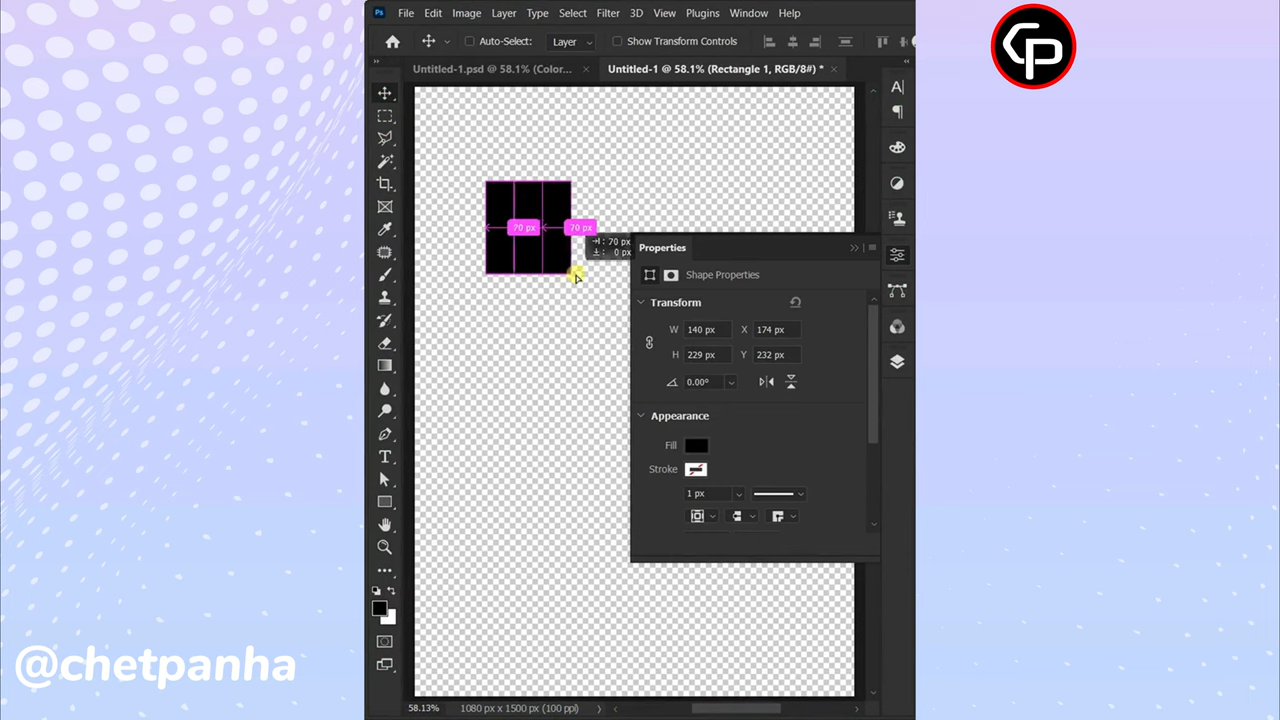 Ps File Edit Image Layer Type Select Filter 3D View Plugins Window Help
Auto-Select: Layer Show Transform Controls
Untitled-1.psd @ 58.1% (Color... × Untitled-1 @ 58.1% (Rectangle 1, RGB/8#) * ×
CP
70 px 70 px
: 70 px
: 0 px
Properties
Shape Properties
Transform
W 140 px X 174 px
H 229 px Y 232 px
0.00°
Appearance
Fill
Stroke
1 px
58.13% 1080 px x 1500 px (100 ppi)
@chetpanha